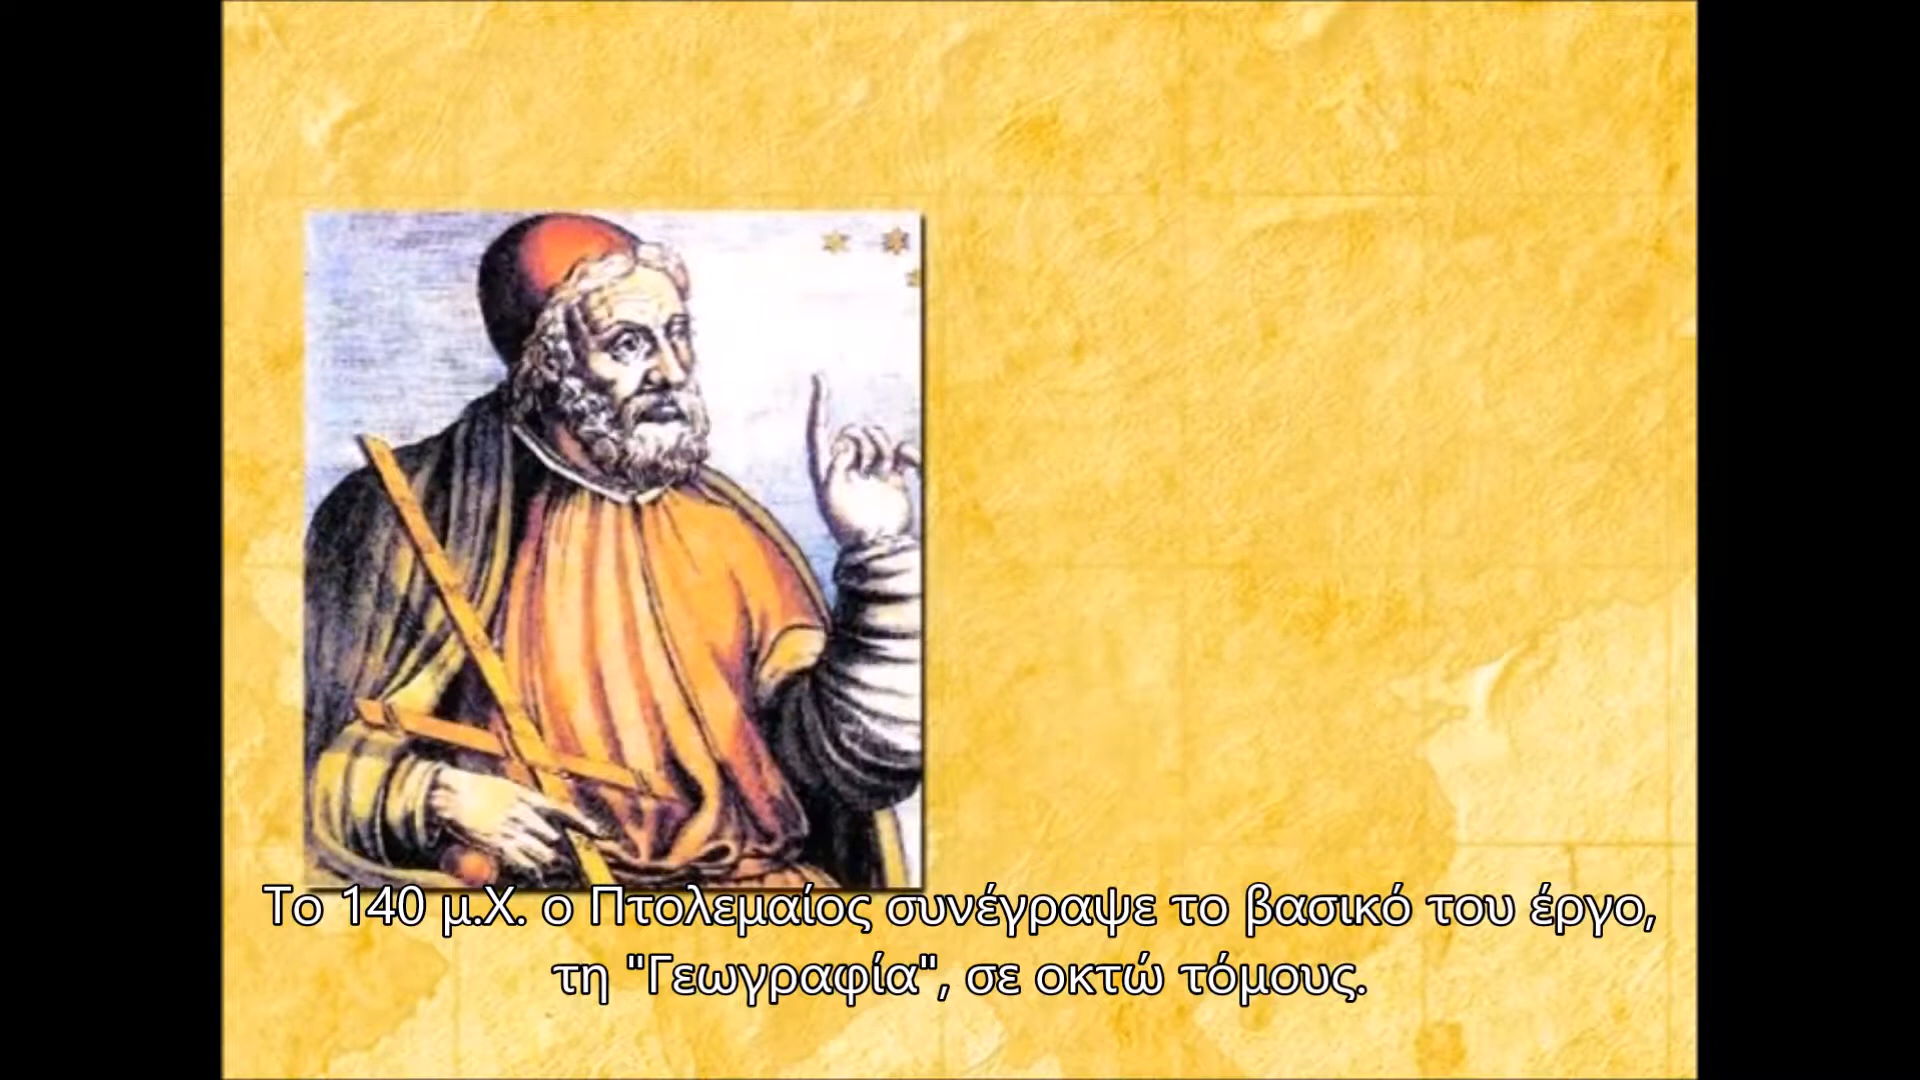 Το 140 μ.Χ. ο Πτολεμαίος συνέγραψε το βασικό του έργο,
τη "Γεωγραφία", σε οκτώ τόμους.